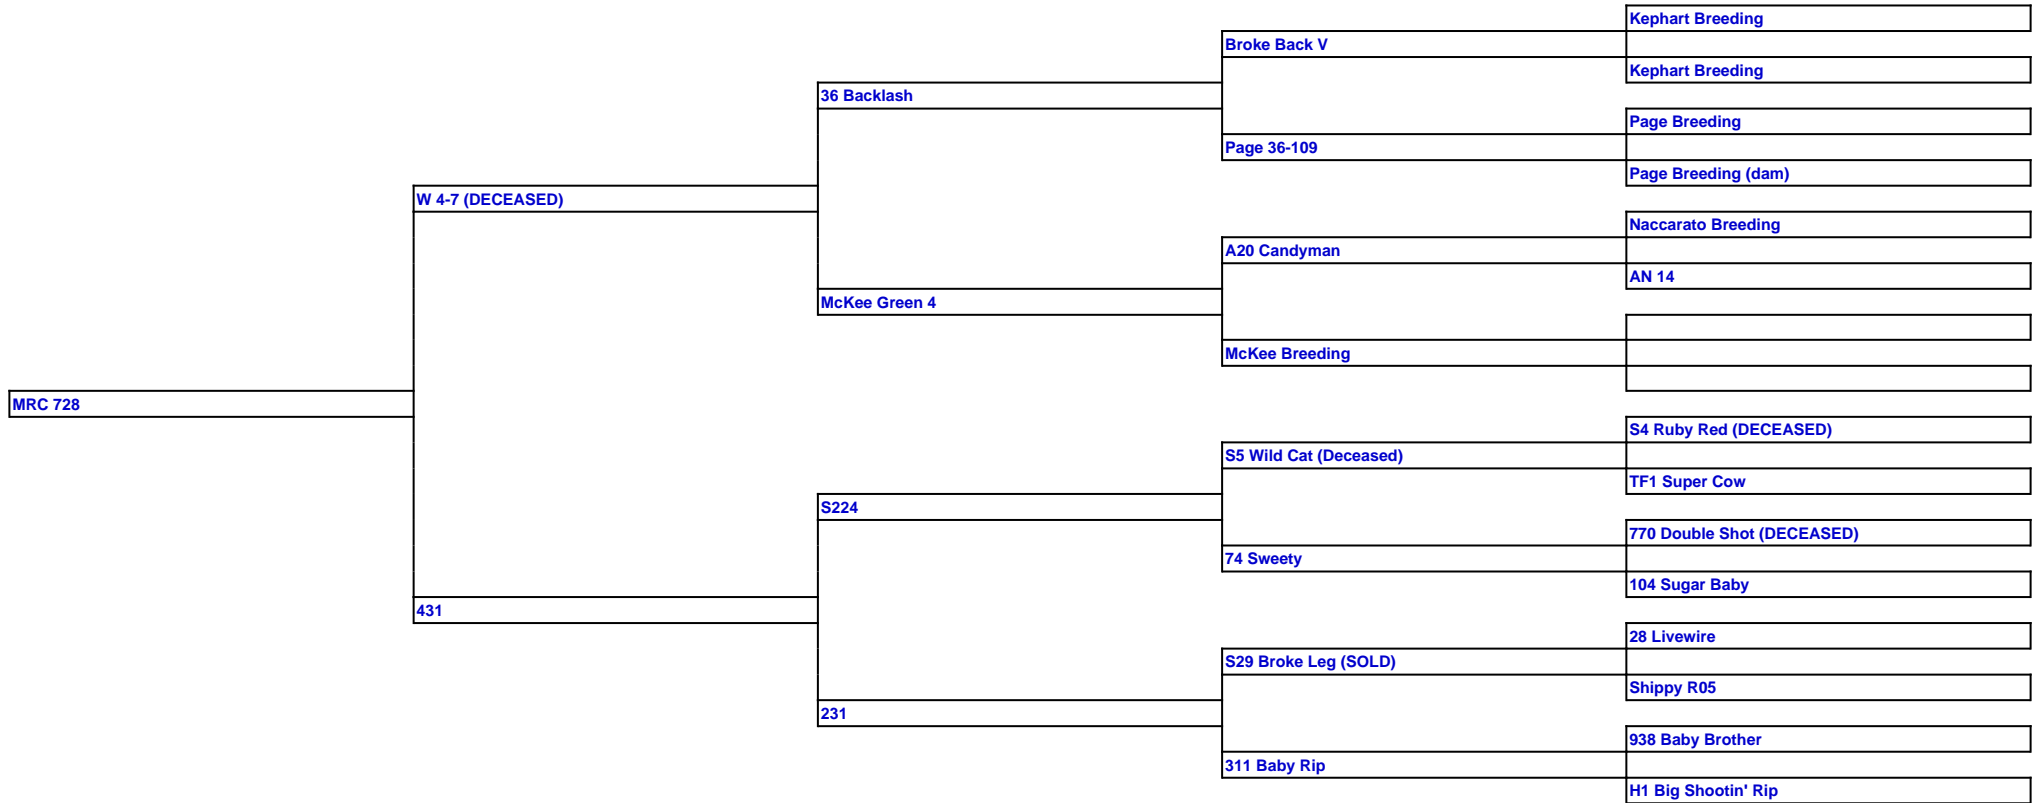 Kephart Breeding
Broke Back V
Kephart Breeding
36 Backlash
Page Breeding
Page 36-109
Page Breeding (dam)
W 4-7 (DECEASED)
Naccarato Breeding
A20 Candyman
AN 14
McKee Green 4
McKee Breeding
MRC 728
S4 Ruby Red (DECEASED)
S5 Wild Cat (Deceased)
TF1 Super Cow
S224
770 Double Shot (DECEASED)
74 Sweety
104 Sugar Baby
431
28 Livewire
S29 Broke Leg (SOLD)
Shippy R05
231
938 Baby Brother
311 Baby Rip
H1 Big Shootin' Rip